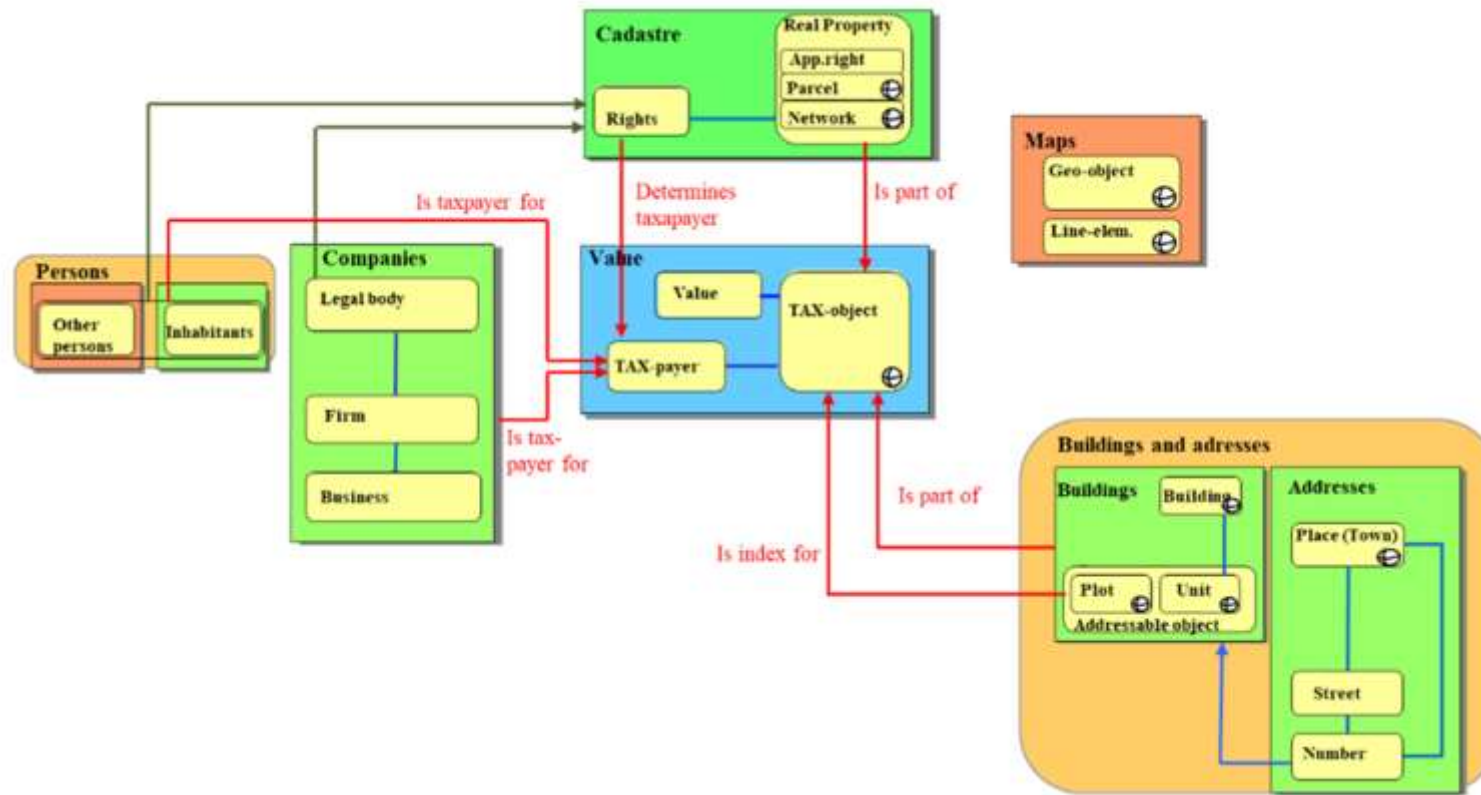 Cadastre
Real Property
App.right
Parcel
Network
Rights
Maps
Geo-object
Line-elem.
Is taxpayer for
Determines
taxapayer
Is part of
Persons
Other
persons
Inhabitants
Companies
Legal body
Firm
Business
Value
Value
TAX-object
TAX-payer
Is tax-
payer for
Is part of
Is index for
Buildings and adresses
Buildings
Building
Plot
Unit
Addressable object
Addresses
Place (Town)
Street
Number